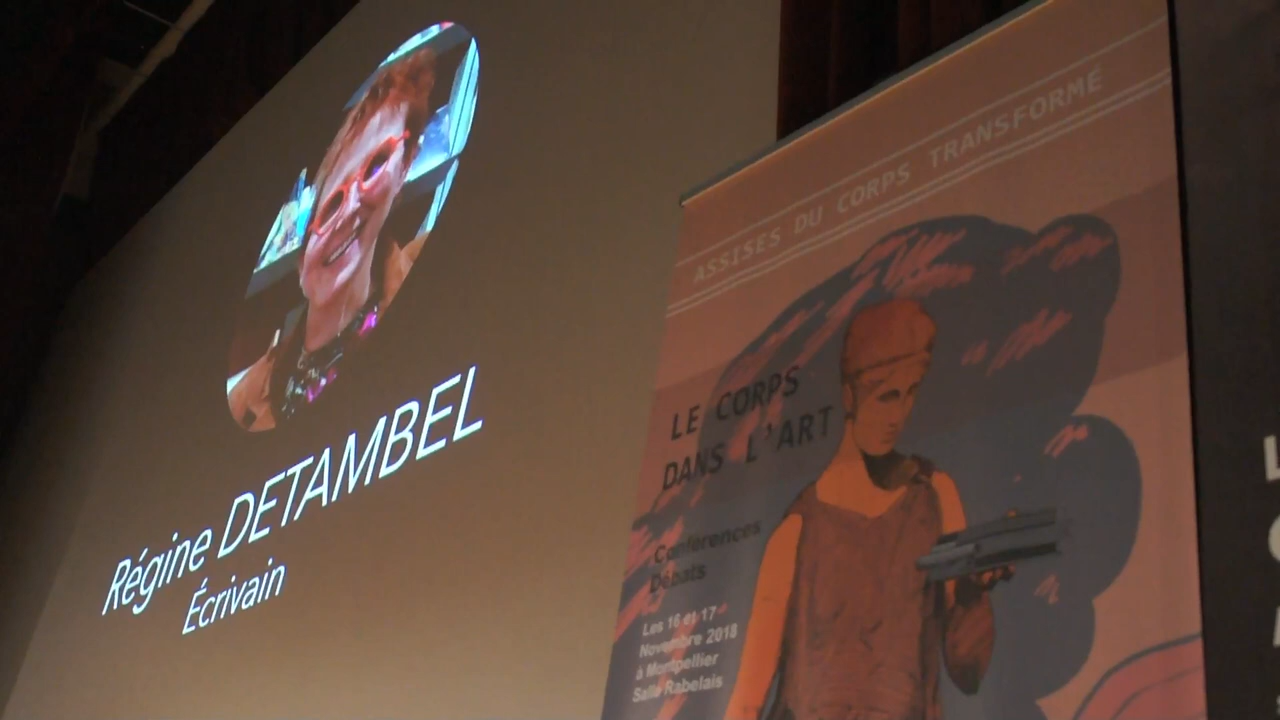 Régine DETAMBEL
Écrivain
ASSISES DU CORPS TRANSFORMÉ
LE CORPS
DANS L'ART
Conférences
Débats
Les 16 et 17
Novembre 2018
à Montpellier
Salle Rabelais